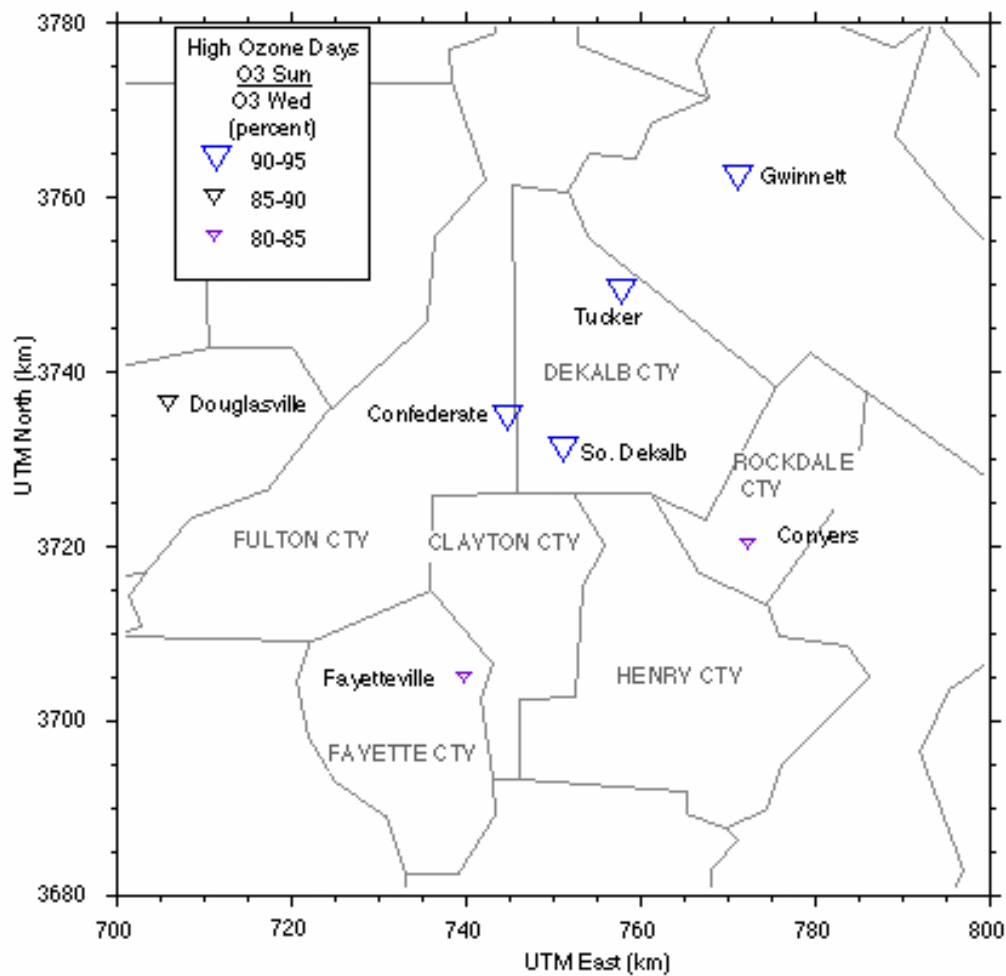 3780
High Ozone Days
O3 Sun
O3 Wed
(percent)
90-95
85-90
80-85
Gwinnett
3760
Tucker
UTM North (km)
3740
DEKALB CTY
Douglasville
Confederate
So. Dekalb
ROCKDALE
CTY
FULTON CTY
CLAYTON CTY
Conyers
3720
Fayetteville
HENRY CTY
3700
FAYETTE CTY
3680
700
720
740
760
780
800
UTM East (km)